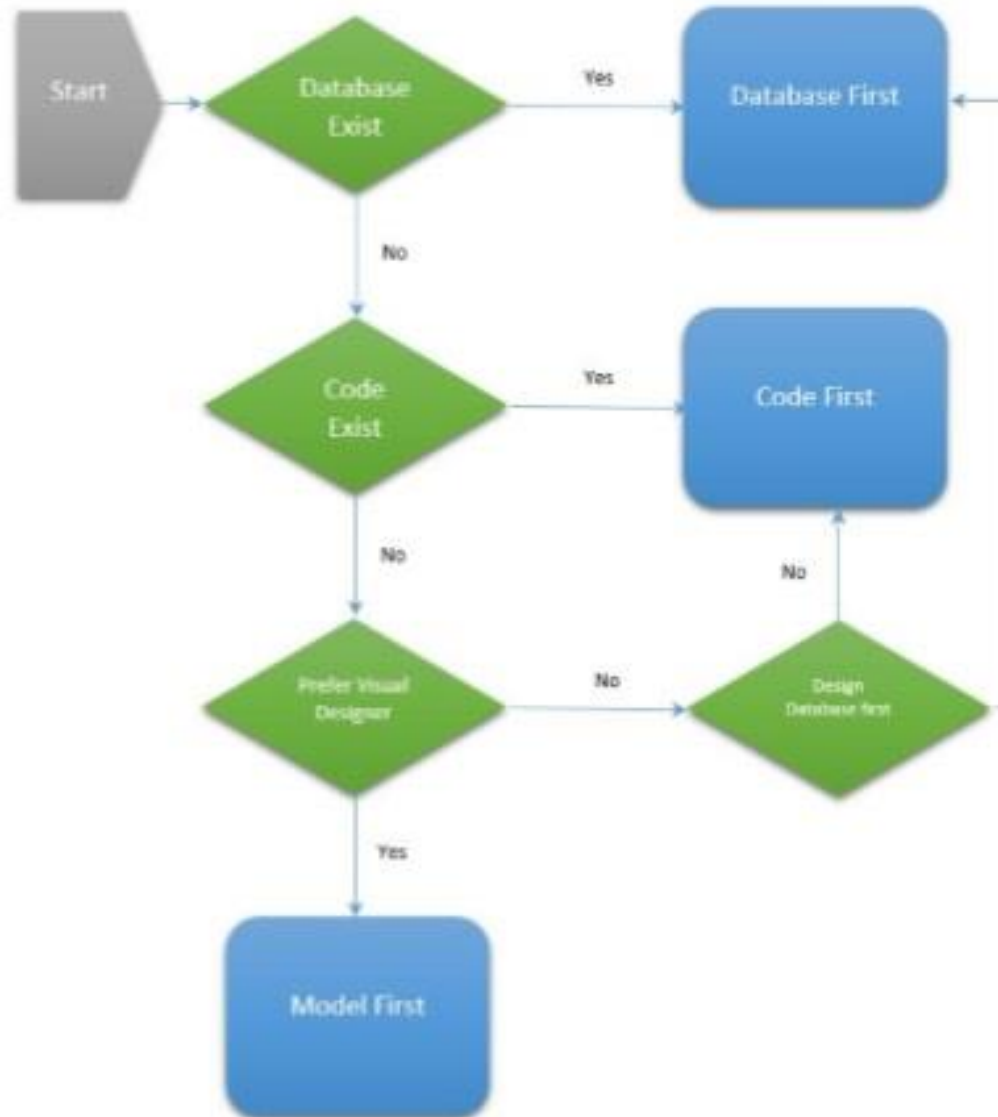 Start
Database
Exist
Yes
Database First
No
Code
Exist
Yes
Code First
No
No
Prefer Visual
Designer
No
Design
Database first
Yes
Model First